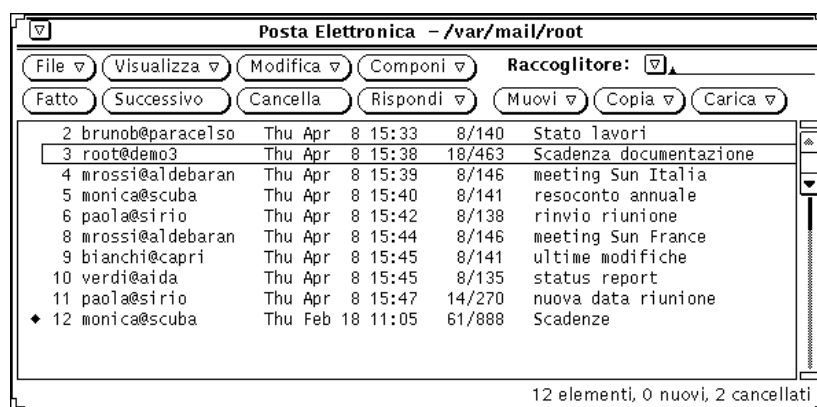 Posta Elettronica – /var/mail/root
File Visualizza Modifica Componi Raccoglitore:
Fatto Successivo Cancella Rispondi Muovi Copia Carica
2 brunob@paracelso Thu Apr 8 15:33 8/140 Stato lavori
3 root@demo3 Thu Apr 8 15:38 18/463 Scadenza documentazione
4 mrossi@aldebaran Thu Apr 8 15:39 8/146 meeting Sun Italia
5 monica@scuba Thu Apr 8 15:40 8/141 resoconto annuale
6 paola@sirio Thu Apr 8 15:42 8/138 rinvio riunione
8 mrossi@aldebaran Thu Apr 8 15:44 8/146 meeting Sun France
9 bianchi@capri Thu Apr 8 15:45 8/141 ultime modifiche
10 verdi@aida Thu Apr 8 15:45 8/135 status report
11 paola@sirio Thu Apr 8 15:47 14/270 nuova data riunione
12 monica@scuba Thu Feb 18 11:05 61/888 Scadenze
12 elementi, 0 nuovi, 2 cancellati